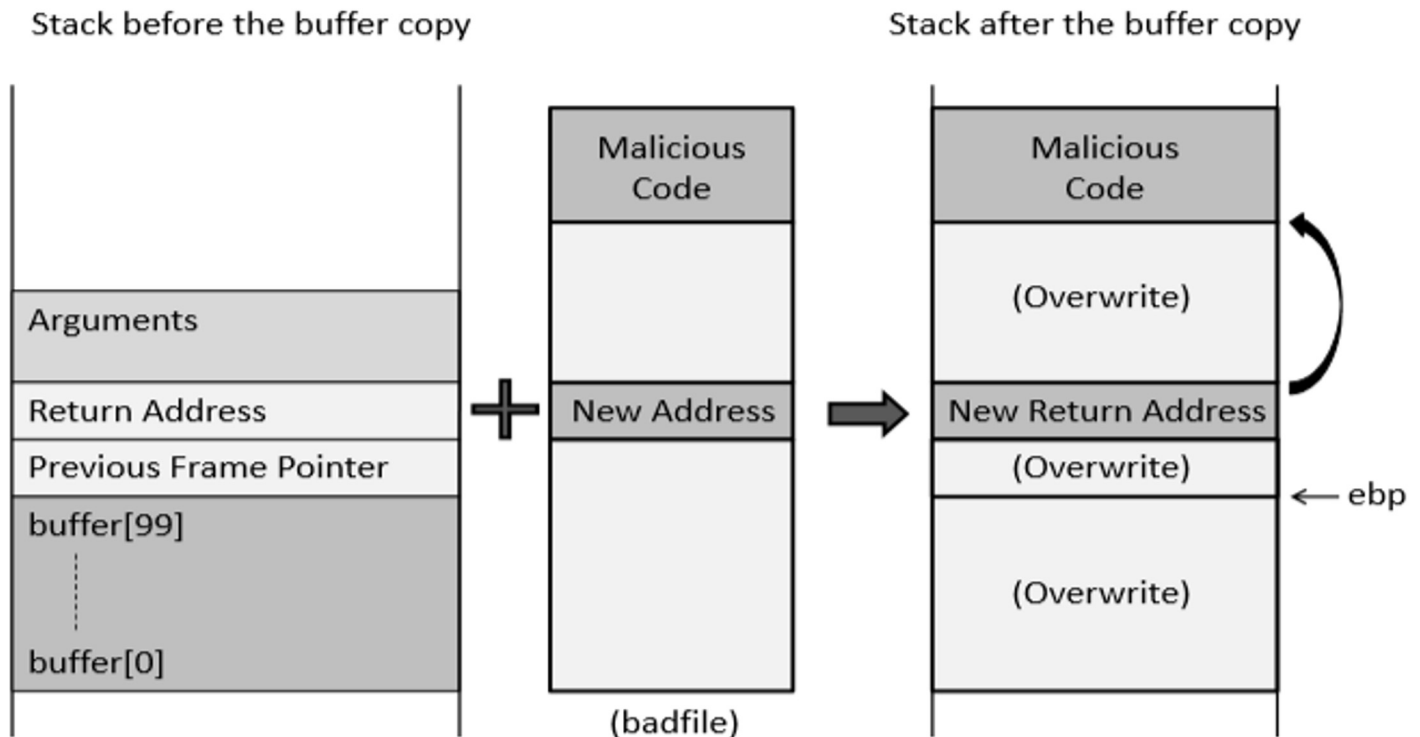 Stack before the buffer copy
Stack after the buffer copy
Arguments
Return Address
Previous Frame Pointer
buffer[99]
buffer[0]
Malicious
Code
New Address
(badfile)
Malicious
Code
(Overwrite)
New Return Address
(Overwrite)
ebp
(Overwrite)